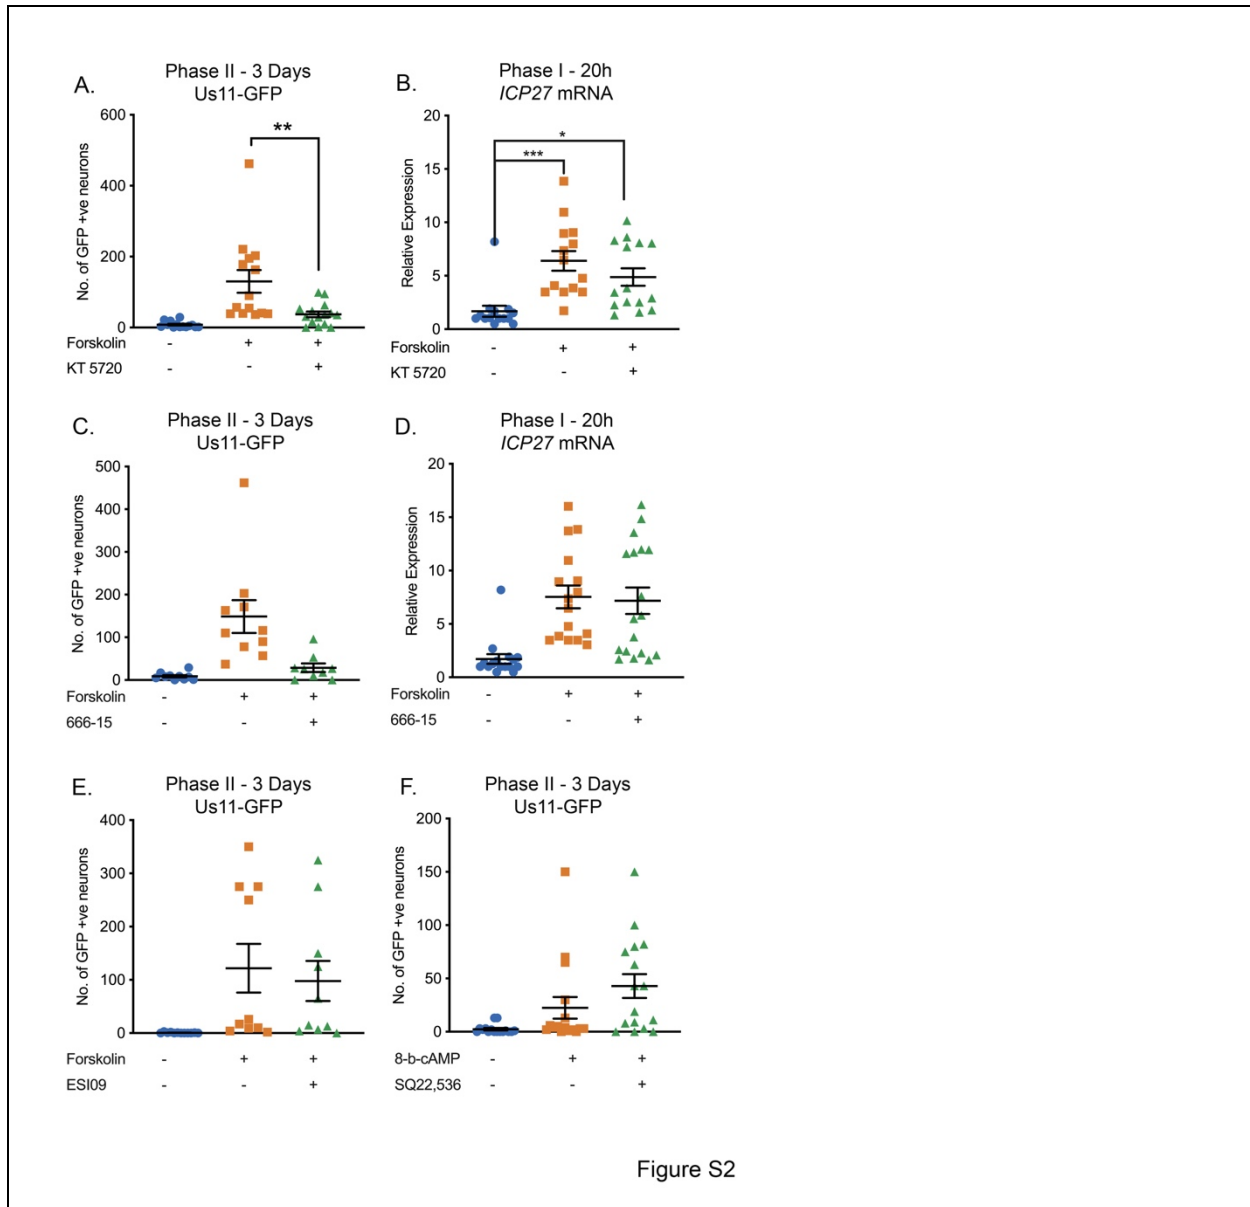 A.
Phase II - 3 Days
Us11-GFP
No. of GFP +ve neurons
600
400
200
0
**
Forskolin - + +
KT 5720 - - +
B.
Phase I - 20h
ICP27 mRNA
Relative Expression
20
15
10
5
0
*
***
Forskolin - + +
KT 5720 - - +
C.
Phase II - 3 Days
Us11-GFP
No. of GFP +ve neurons
500
400
300
200
100
0
Forskolin - + +
666-15 - - +
D.
Phase I - 20h
ICP27 mRNA
Relative Expression
20
15
10
5
0
Forskolin - + +
666-15 - - +
E.
Phase II - 3 Days
Us11-GFP
No. of GFP +ve neurons
400
300
200
100
0
Forskolin - + +
ESI09 - - +
F.
Phase II - 3 Days
Us11-GFP
No. of GFP +ve neurons
200
150
100
50
0
8-b-cAMP - + +
SQ22,536 - - +
Figure S2